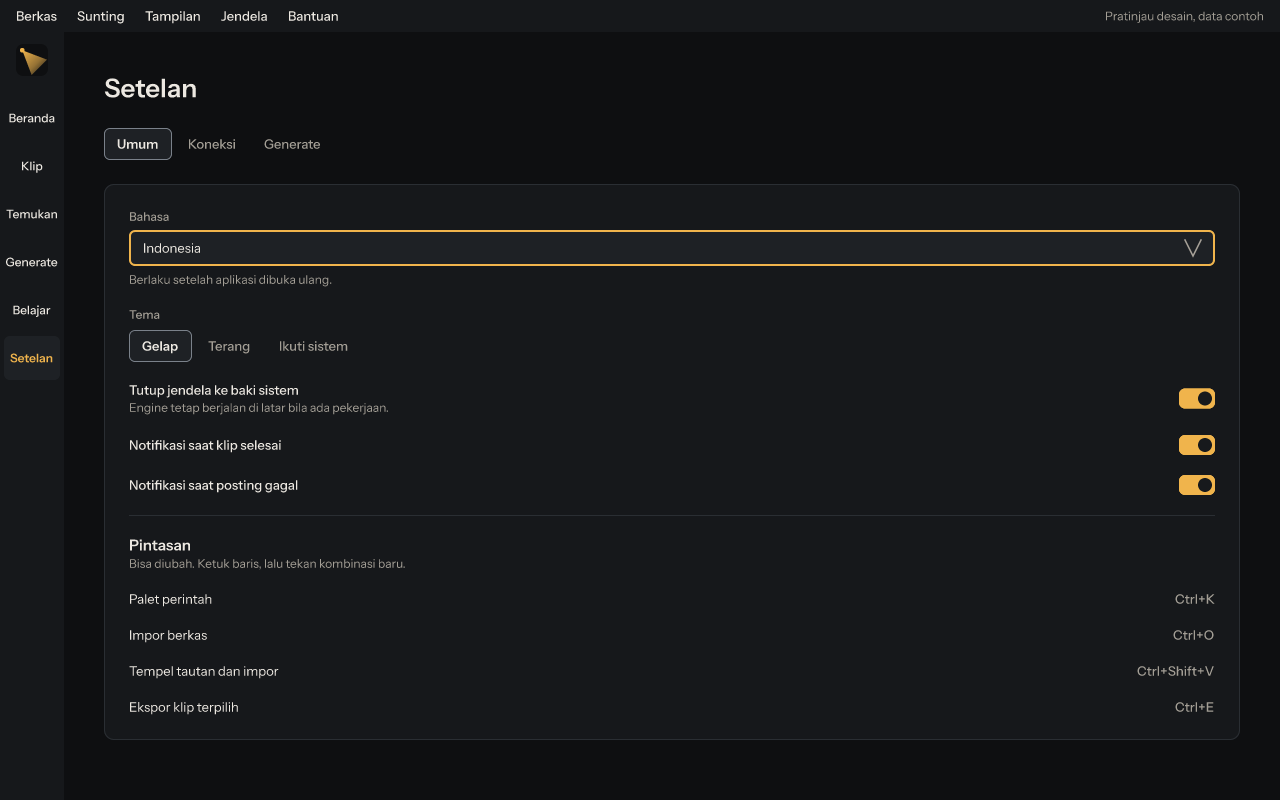 Berkas Sunting Tampilan Jendela Bantuan Pratinjau desain, data contoh
Beranda
Klip
Temukan
Generate
Belajar
Setelan
Setelan
Umum Koneksi Generate
Bahasa
Indonesia
Berlaku setelah aplikasi dibuka ulang.
Tema
Gelap Terang Ikuti sistem
Tutup jendela ke baki sistem
Engine tetap berjalan di latar bila ada pekerjaan.
Notifikasi saat klip selesai
Notifikasi saat posting gagal
Pintasan
Bisa diubah. Ketuk baris, lalu tekan kombinasi baru.
Palet perintah Ctrl+K
Impor berkas Ctrl+O
Tempel tautan dan impor Ctrl+Shift+V
Ekspor klip terpilih Ctrl+E